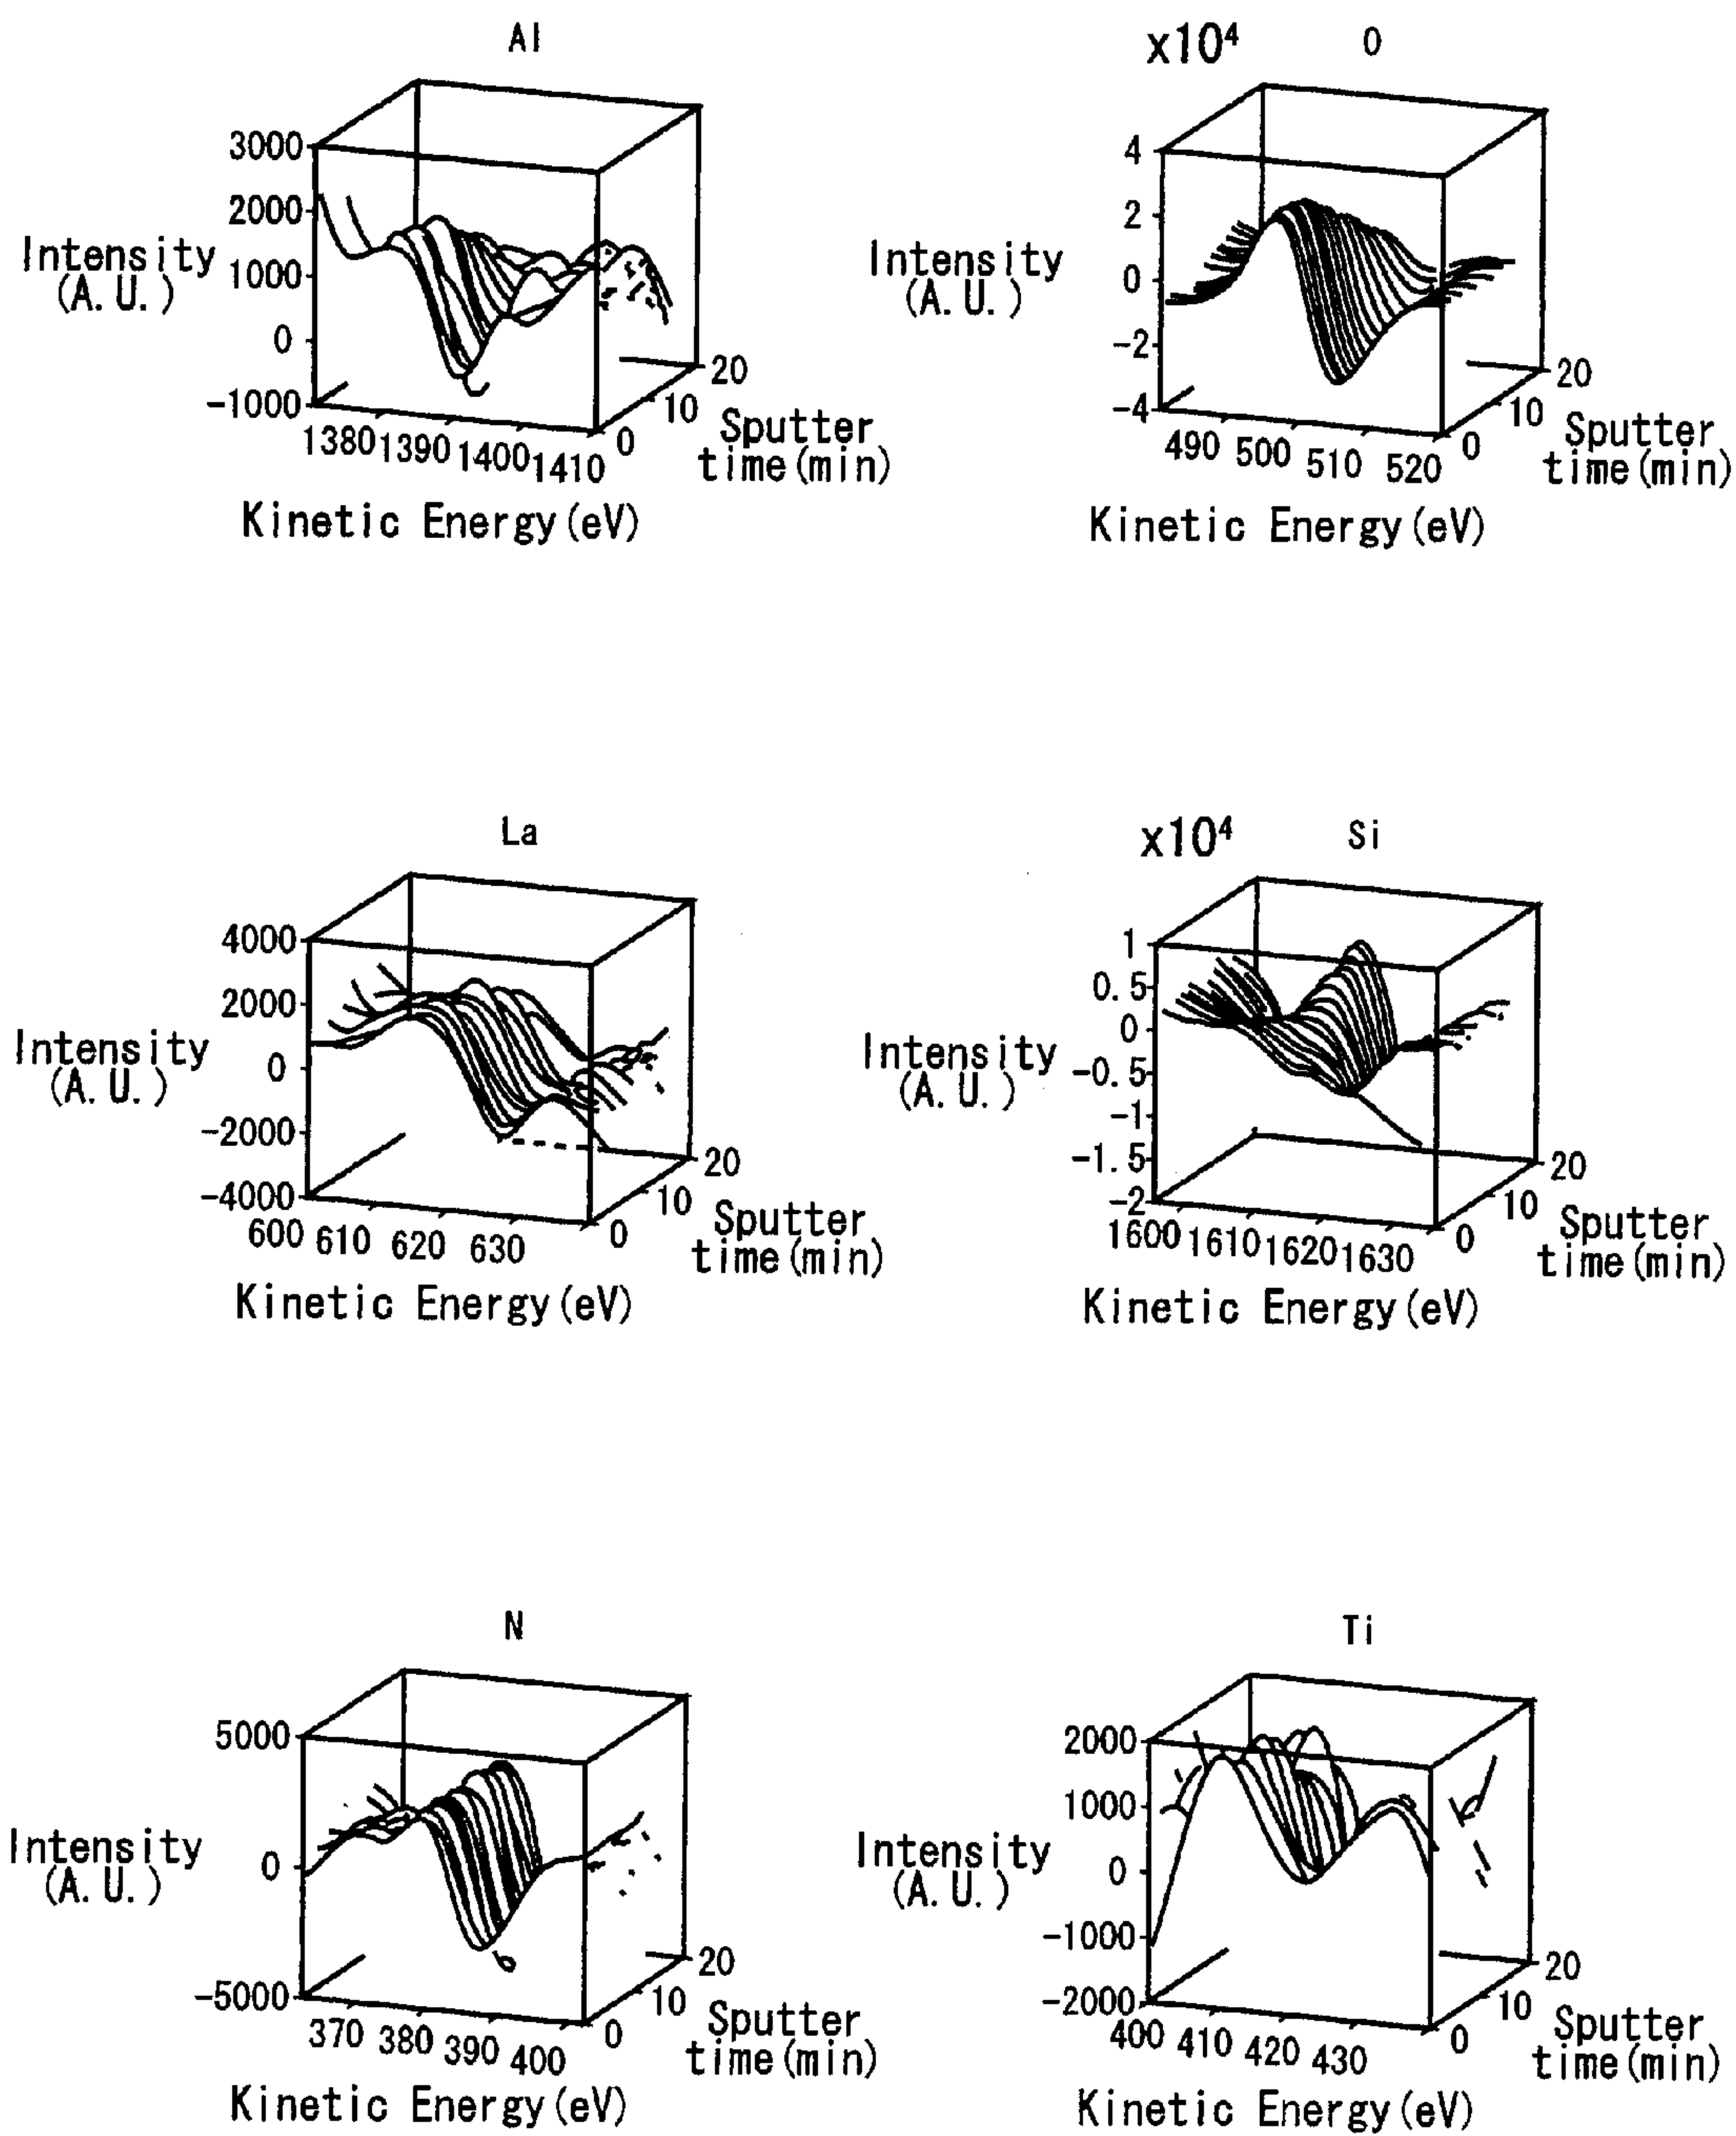 Al
3000
2000
1000
0
-1000
Intensity
(A.U.)
1380 1390 1400 1410
0 10 20
Sputter
time(min)
Kinetic Energy(eV)
x10⁴ O
4
2
0
-2
-4
Intensity
(A.U.)
490 500 510 520
0 10 20
Sputter
time(min)
Kinetic Energy(eV)
La
4000
2000
0
-2000
-4000
Intensity
(A.U.)
600 610 620 630
0 10 20
Sputter
time(min)
Kinetic Energy(eV)
x10⁴ Si
1
0.5
0
-0.5
-1
-1.5
-2
Intensity
(A.U.)
1600 1610 1620 1630
0 10 20
Sputter
time(min)
Kinetic Energy(eV)
N
5000
0
-5000
Intensity
(A.U.)
370 380 390 400
0 10 20
Sputter
time(min)
Kinetic Energy(eV)
Ti
2000
1000
0
-1000
-2000
Intensity
(A.U.)
400 410 420 430
0 10 20
Sputter
time(min)
Kinetic Energy(eV)